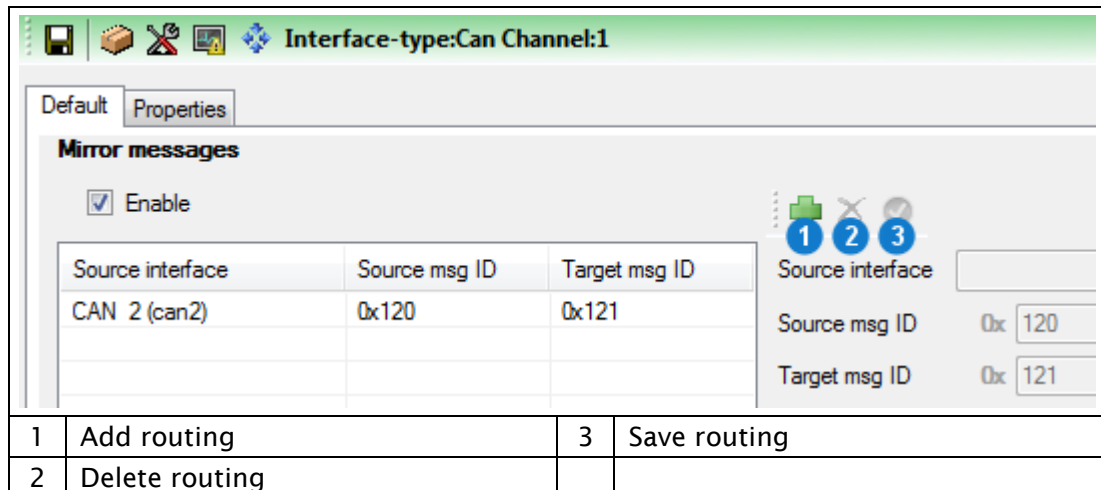 Interface-type:Can Channel:1
Default Properties
Mirror messages
Enable
1 2 3
Source interface Source msg ID Target msg ID Source interface
CAN 2 (can2) 0x120 0x121
Source msg ID 0x 120
Target msg ID 0x 121
1 Add routing 3 Save routing
2 Delete routing